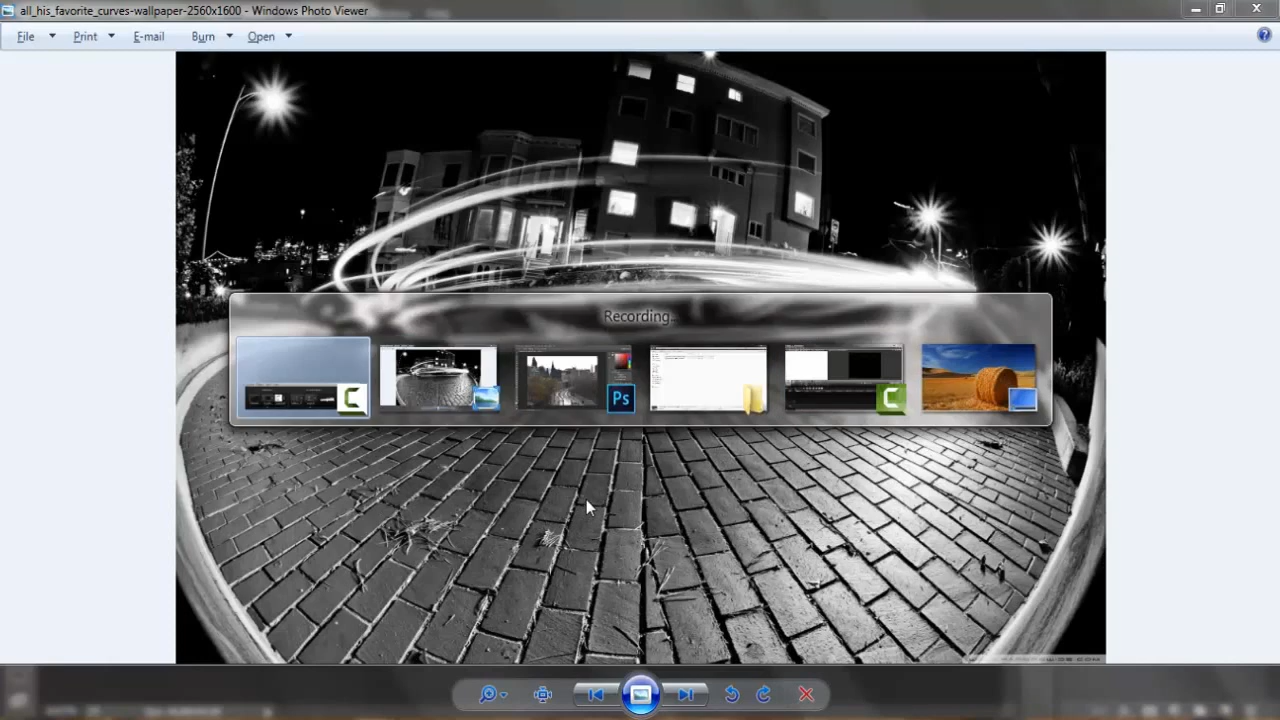 all_his_favorite_curves-wallpaper-2560x1600 - Windows Photo Viewer
File Print E-mail Burn Open
Recording...
Ps